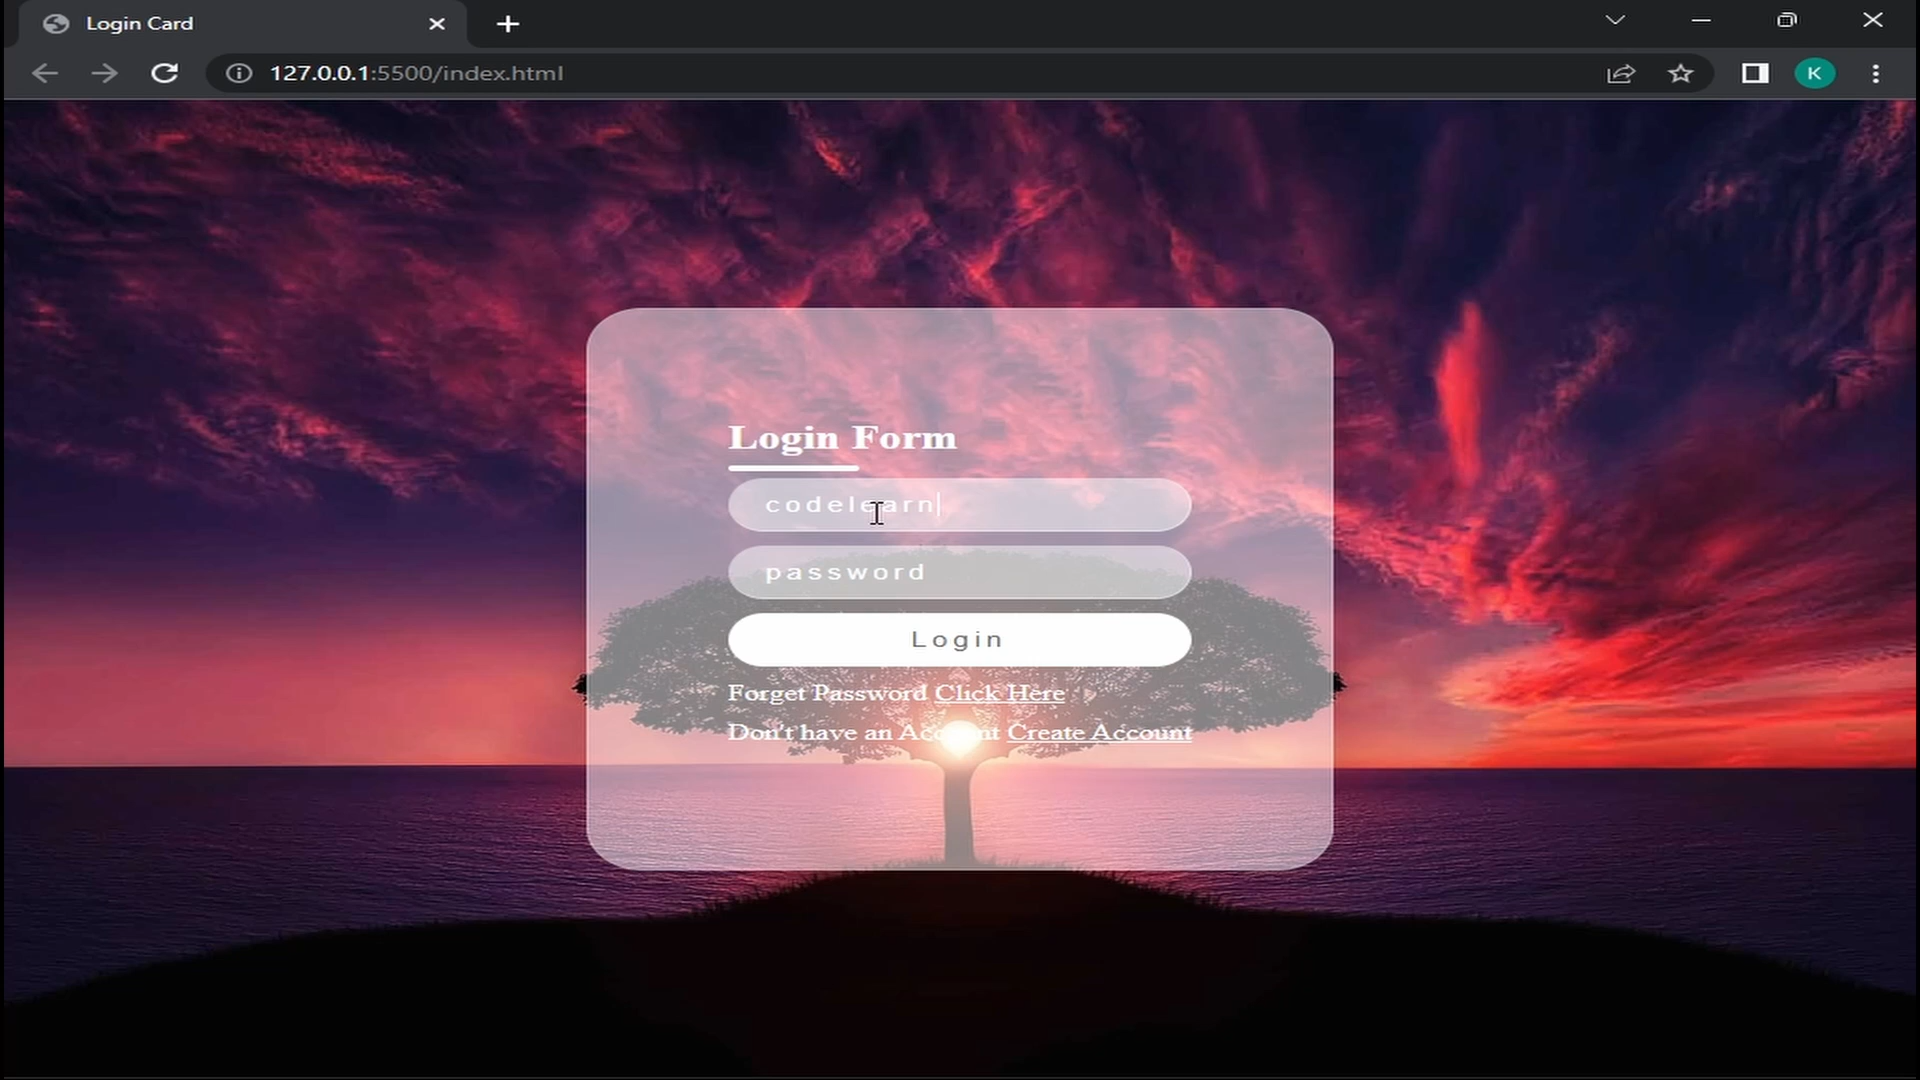 Login Card
127.0.0.1:5500/index.html
K
Login Form
codelearn
password
Login
Forget Password Click Here
Don't have an Account Create Account